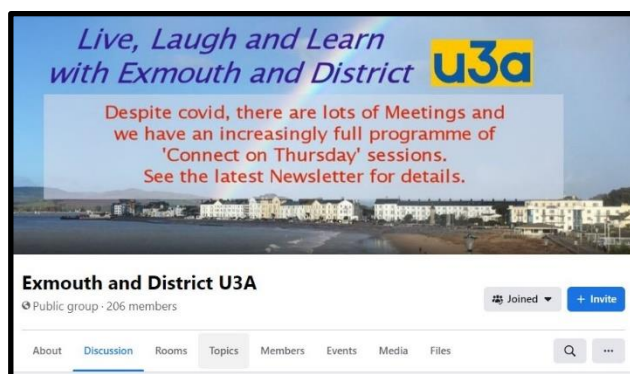 Live, Laugh and Learn
with Exmouth and District u3a
Despite covid, there are lots of Meetings and
we have an increasingly full programme of
'Connect on Thursday' sessions.
See the latest Newsletter for details.
Exmouth and District U3A
Public group · 206 members
Joined
+ Invite
About Discussion Rooms Topics Members Events Media Files